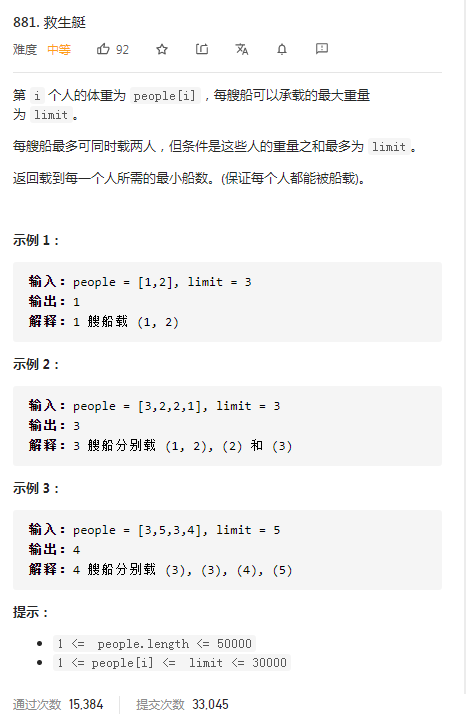 881. 救生艇
难度 中等 92
第 i 个人的体重为 people[i]，每艘船可以承载的最大重量
为 limit。
每艘船最多可同时载两人，但条件是这些人的重量之和最多为 limit。
返回载到每一个人所需的最小船数。(保证每个人都能被船载)。
示例 1：
输入：people = [1,2], limit = 3
输出：1
解释：1 艘船载 (1, 2)
示例 2：
输入：people = [3,2,2,1], limit = 3
输出：3
解释：3 艘船分别载 (1, 2), (2) 和 (3)
示例 3：
输入：people = [3,5,3,4], limit = 5
输出：4
解释：4 艘船分别载 (3), (3), (4), (5)
提示：
1 <= people.length <= 50000
1 <= people[i] <= limit <= 30000
通过次数 15,384 提交次数 33,045